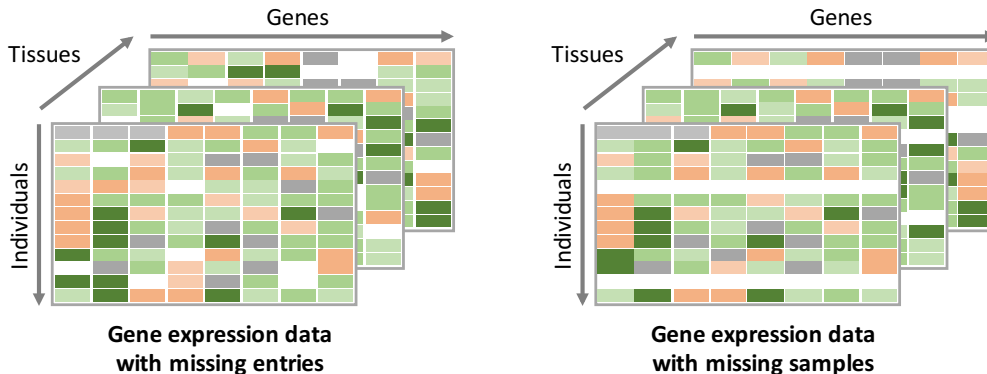 Genes
Tissues
Individuals
Gene expression data
with missing entries
Genes
Tissues
Individuals
Gene expression data
with missing samples